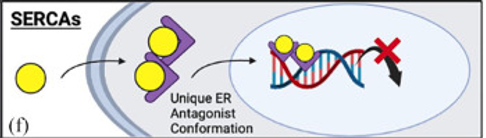 SERCAs
Unique ER
Antagonist
Conformation
(f)